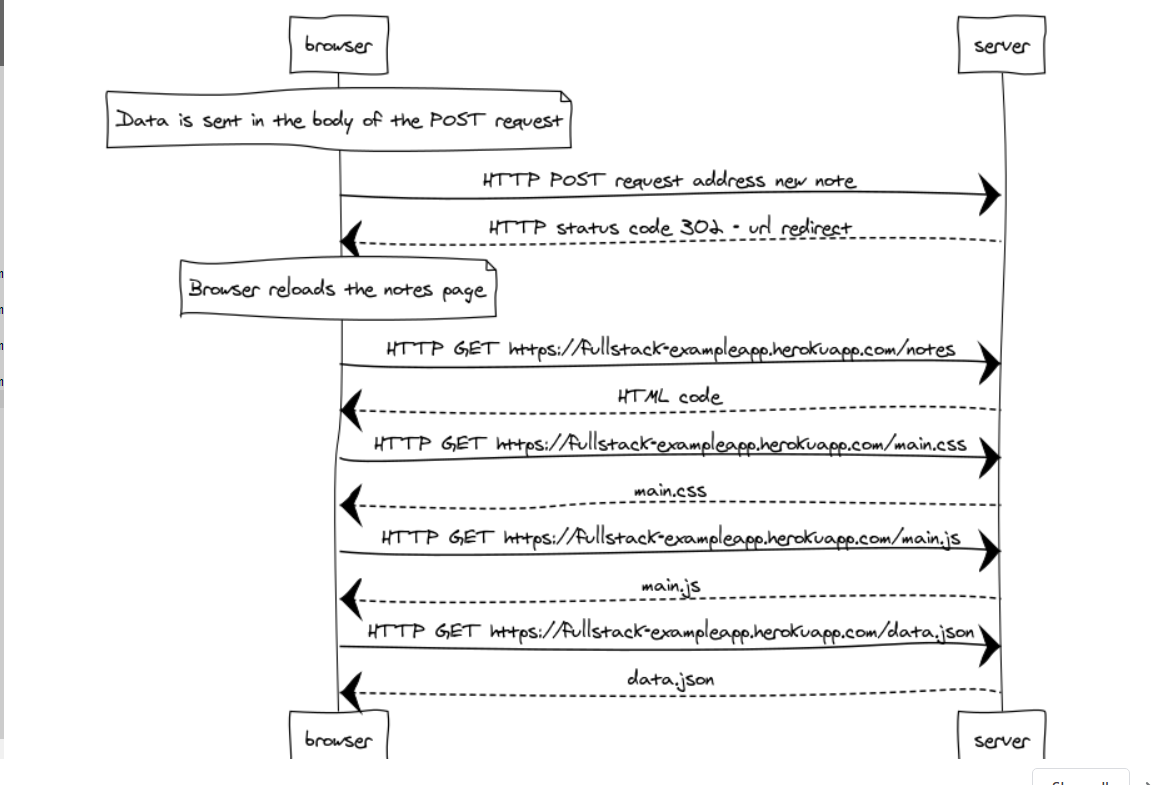 browser
server
Data is sent in the body of the POST request
HTTP POST request address new note
HTTP status code 302 - url redirect
Browser reloads the notes page
HTTP GET https://fullstack-exampleapp.herokuapp.com/notes
HTML code
HTTP GET https://fullstack-exampleapp.herokuapp.com/main.css
main.css
HTTP GET https://fullstack-exampleapp.herokuapp.com/main.js
main.js
HTTP GET https://fullstack-exampleapp.herokuapp.com/data.json
data.json
browser
server